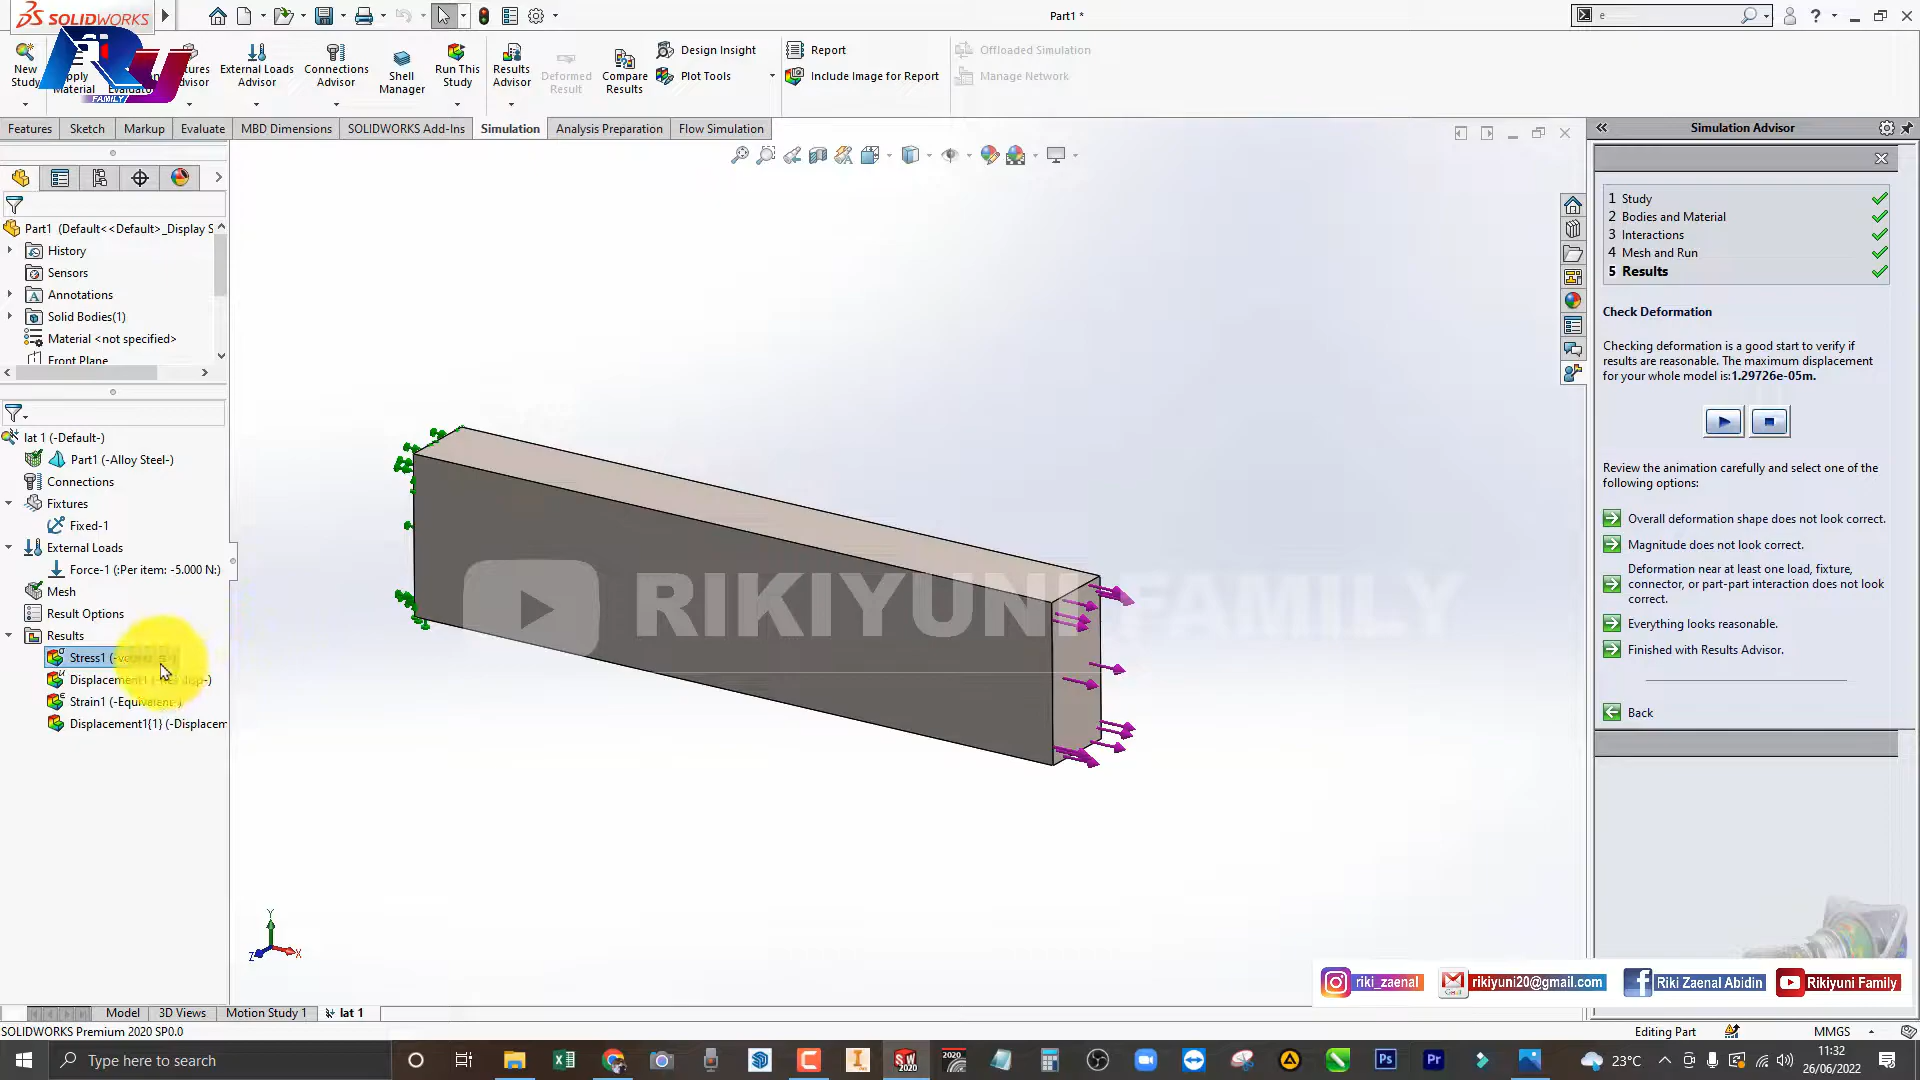 SOLIDWORKS
Part1 *
e
RU
FAMILY
New
Study
Material
External Loads
Advisor
Connections
Advisor
Shell
Manager
Run This
Study
Results
Advisor
Deformed
Result
Compare
Results
Design Insight
Plot Tools
Report
Include Image for Report
Offloaded Simulation
Manage Network
Features
Sketch
Markup
Evaluate
MBD Dimensions
SOLIDWORKS Add-Ins
Simulation
Analysis Preparation
Flow Simulation
Part1 (Default<<Default>_Display S
History
Sensors
Annotations
Solid Bodies(1)
Material <not specified>
Front Plane
lat 1 (-Default-)
Part1 (-Alloy Steel-)
Connections
Fixtures
Fixed-1
External Loads
Force-1 (:Per item: -5.000 N:)
Mesh
Result Options
Results
Stress1
Displacement1
Strain1 (-Equivalent-)
Displacement1{1} (-Displacem
RIKIYUNI FAMILY
Y
X
Z
Simulation Advisor
1 Study
2 Bodies and Material
3 Interactions
4 Mesh and Run
5 Results
Check Deformation
Checking deformation is a good start to verify if
results are reasonable. The maximum displacement
for your whole model is:1.29726e-05m.
Review the animation carefully and select one of the
following options:
Overall deformation shape does not look correct.
Magnitude does not look correct.
Deformation near at least one load, fixture,
connector, or part-part interaction does not look
correct.
Everything looks reasonable.
Finished with Results Advisor.
Back
riki_zaenal
rikiyuni20@gmail.com
Riki Zaenal Abidin
Rikiyuni Family
Model
3D Views
Motion Study 1
lat 1
SOLIDWORKS Premium 2020 SP0.0
Editing Part
MMGS
Type here to search
23°C
11:32
26/06/2022